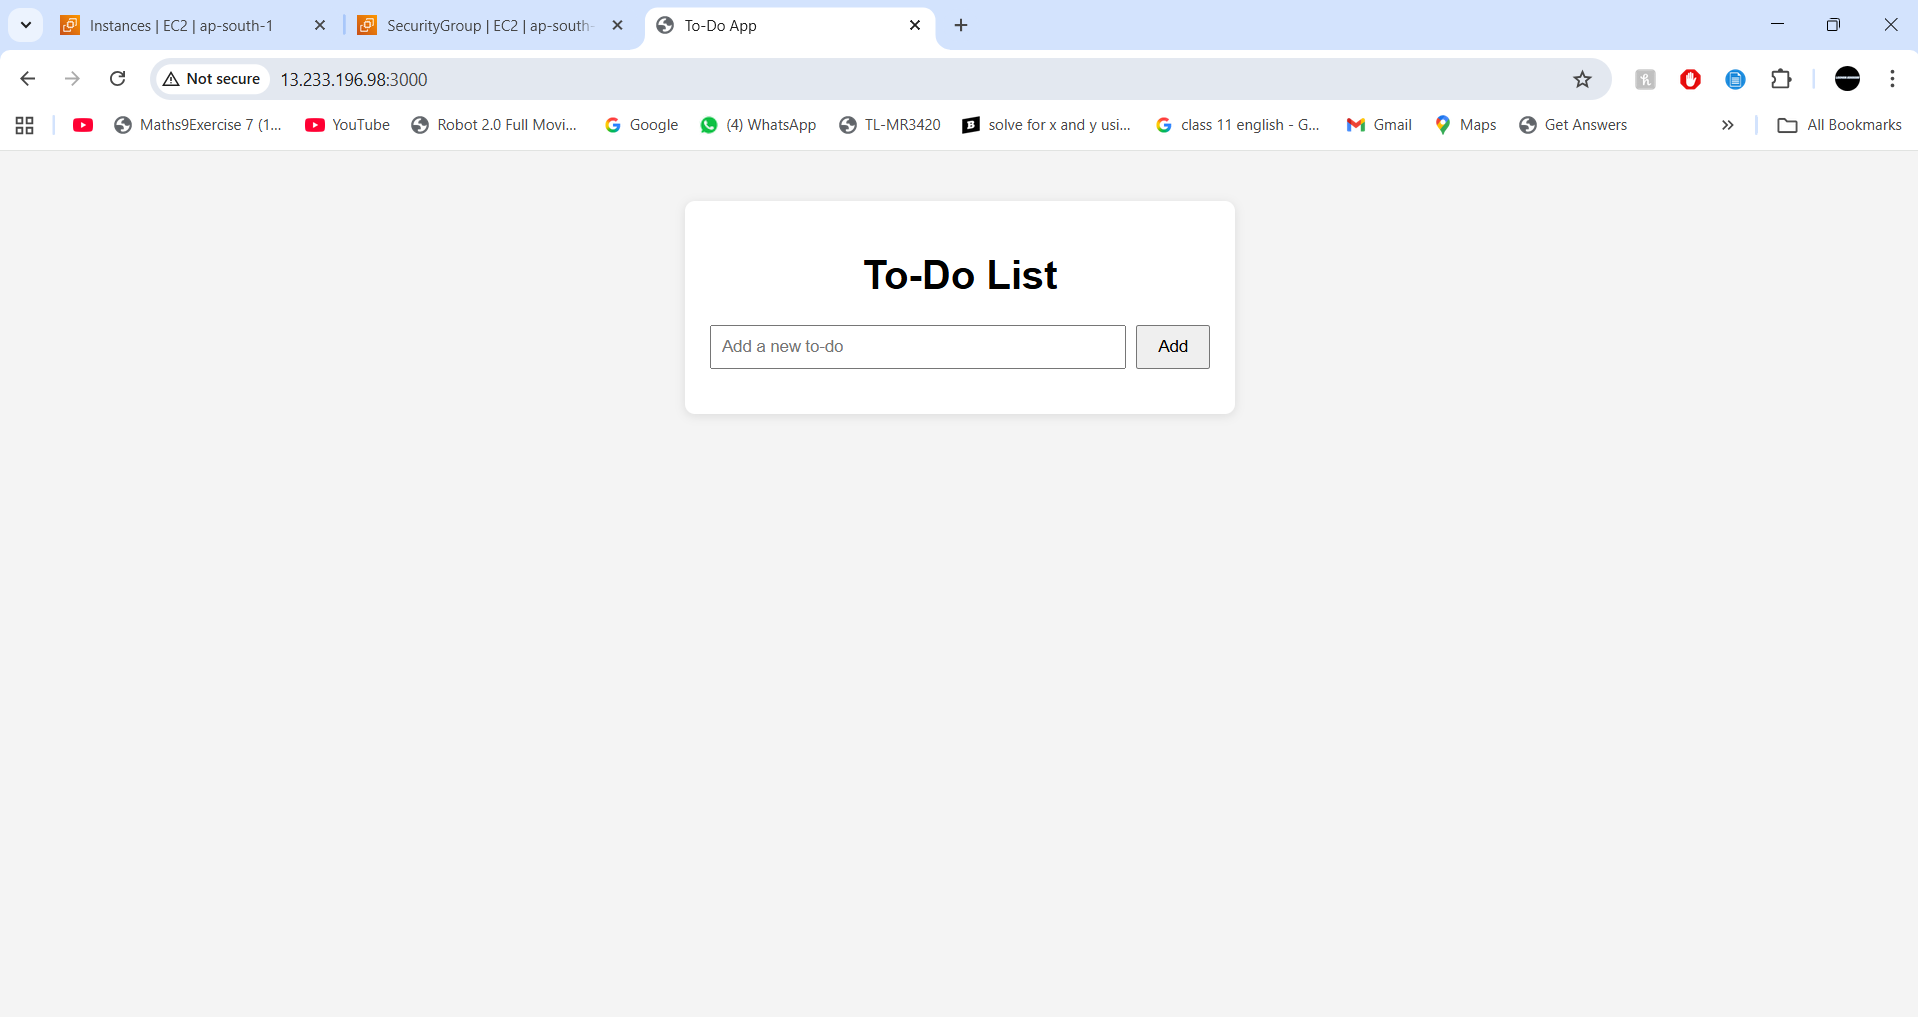 Instances | EC2 | ap-south-1
SecurityGroup | EC2 | ap-south-
To-Do App
Not secure
13.233.196.98:3000
Maths9Exercise 7 (1...
YouTube
Robot 2.0 Full Movi...
Google
(4) WhatsApp
TL-MR3420
solve for x and y usi...
class 11 english - G...
Gmail
Maps
Get Answers
All Bookmarks
To-Do List
Add a new to-do
Add